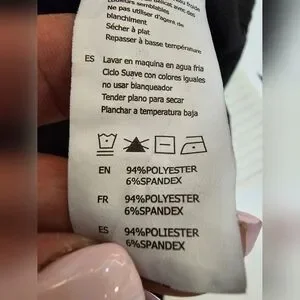 couleurs semblables
ne pas utiliser d'agent de
blanchiment
Sécher à plat
Repasser à basse température
ES Lavar en maquina en agua fria
Ciclo Suave con colores iguales
no usar blanqueador
Tender plano para secar
Planchar a temperatura baja
EN 94%POLYESTER
6%SPANDEX
FR 94%POLYESTER
6%SPANDEX
ES 94%POLIESTER
6%SPANDEX